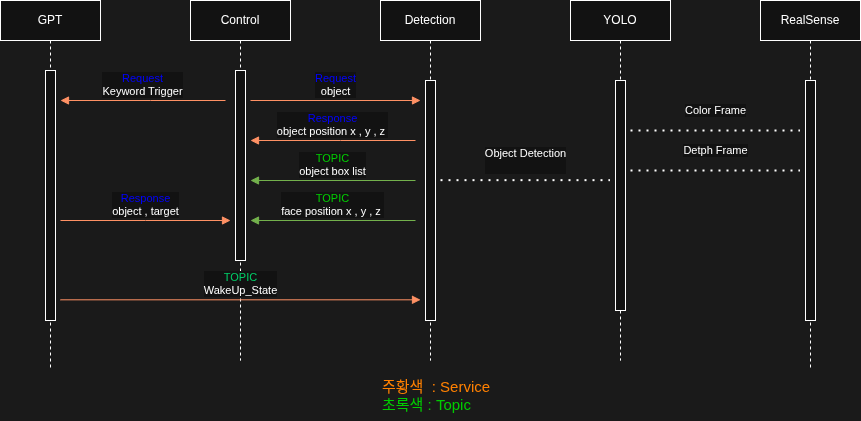 GPT
Control
Detection
YOLO
RealSense
Request
Keyword Trigger
Request
object
Color Frame
Response
object position x , y , z
Detph Frame
Object Detection
TOPIC
object box list
Response
object , target
TOPIC
face position x , y , z
TOPIC
WakeUp_State
주황색 : Service
초록색 : Topic